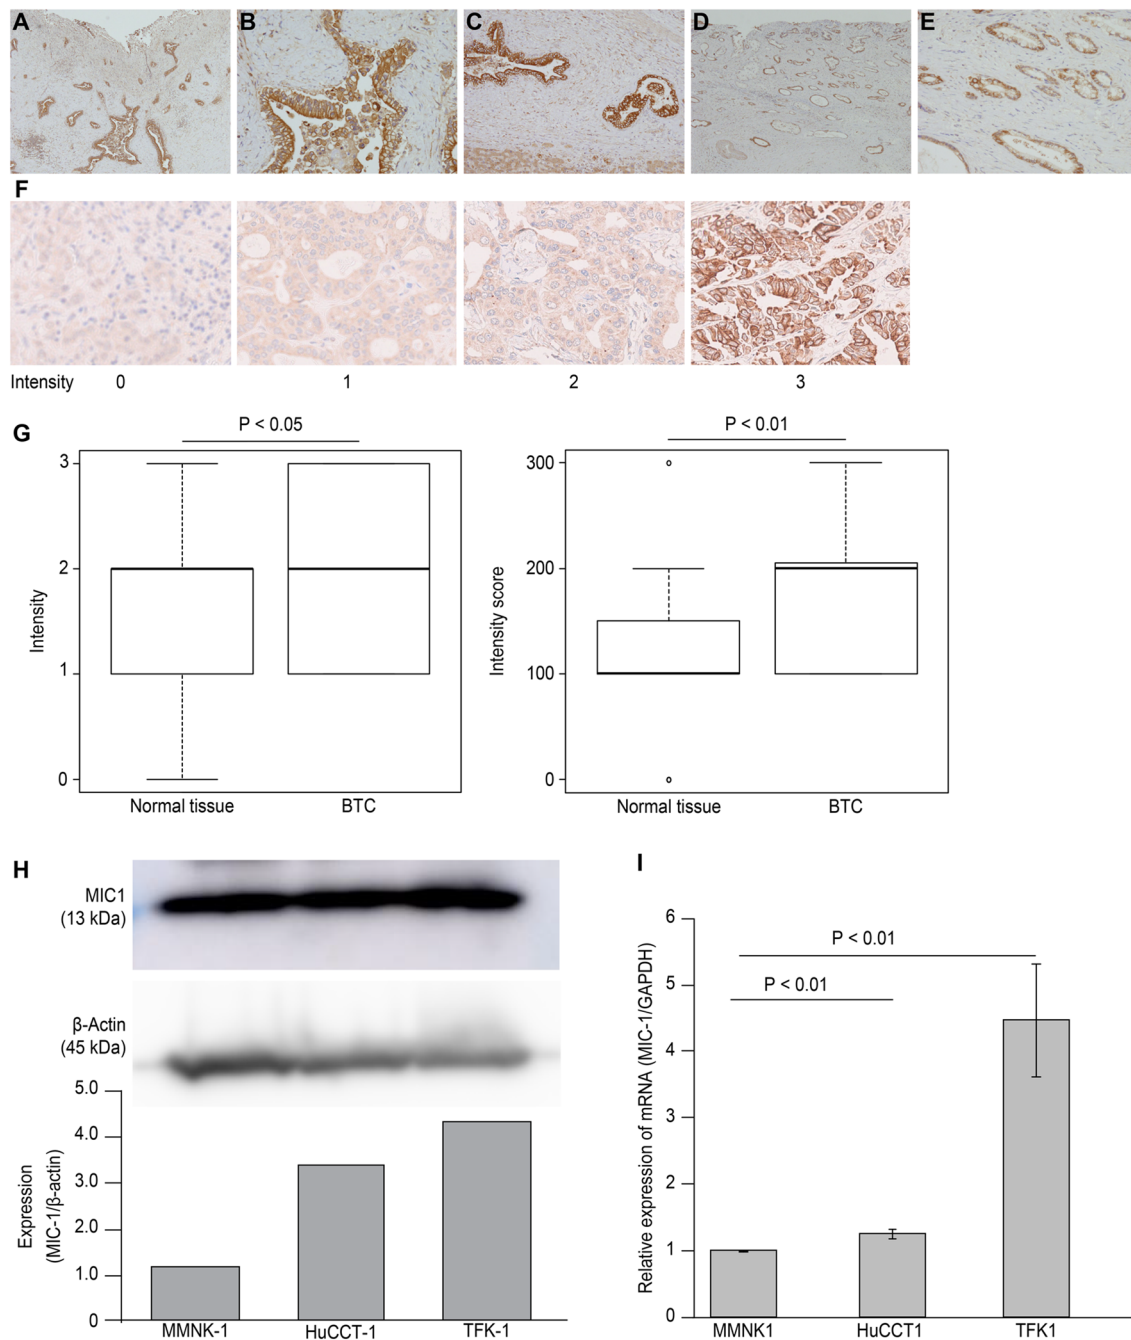 A
B
C
D
E
F
Intensity 0 1 2 3
G
P < 0.05
3
2
1
0
Intensity
Normal tissue
BTC
P < 0.01
300
200
100
0
Intensity score
Normal tissue
BTC
H
MIC1
(13 kDa)
β-Actin
(45 kDa)
5.0
4.0
3.0
2.0
1.0
0
Expression
(MIC-1/β-actin)
MMNK-1
HuCCT-1
TFK-1
I
P < 0.01
P < 0.01
6
5
4
3
2
1
0
Relative expression of mRNA (MIC-1/GAPDH)
MMNK1
HuCCT1
TFK1